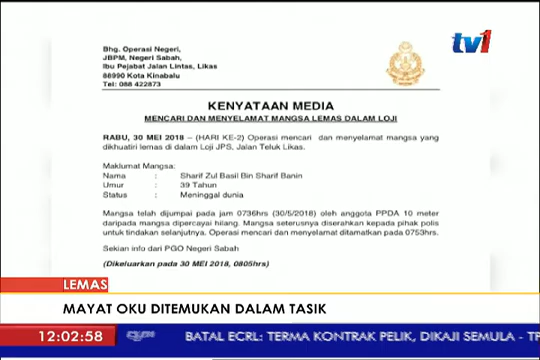 Bhg. Operasi Negeri,
JBPM, Negeri Sabah,
Ibu Pejabat Jalan Lintas, Likas
88990 Kota Kinabalu
Tel: 088 422873
tv1
KENYATAAN MEDIA
MENCARI DAN MENYELAMAT MANGSA LEMAS DALAM LOJI
RABU, 30 MEI 2018 – (HARI KE-2) Operasi mencari dan menyelamat mangsa yang
dikhuatiri lemas di dalam Loji JPS, Jalan Teluk Likas.
Maklumat Mangsa:
Nama : Sharif Zul Basil Bin Sharif Banin
Umur : 39 Tahun
Status : Meninggal dunia
Mangsa telah dijumpai pada jam 0736hrs (30/5/2018) oleh anggota PPDA 10 meter
daripada mangsa dipercayai hilang. Mangsa seterusnya diserahkan kepada pihak polis
untuk tindakan selanjutnya. Operasi mencari dan menyelamat ditamatkan pada 0753hrs.
Sekian info dari PGO Negeri Sabah
(Dikeluarkan pada 30 MEI 2018, 0805hrs)
LEMAS
MAYAT OKU DITEMUKAN DALAM TASIK
12:02:58 BATAL ECRL: TERMA KONTRAK PELIK, DIKAJI SEMULA - TP